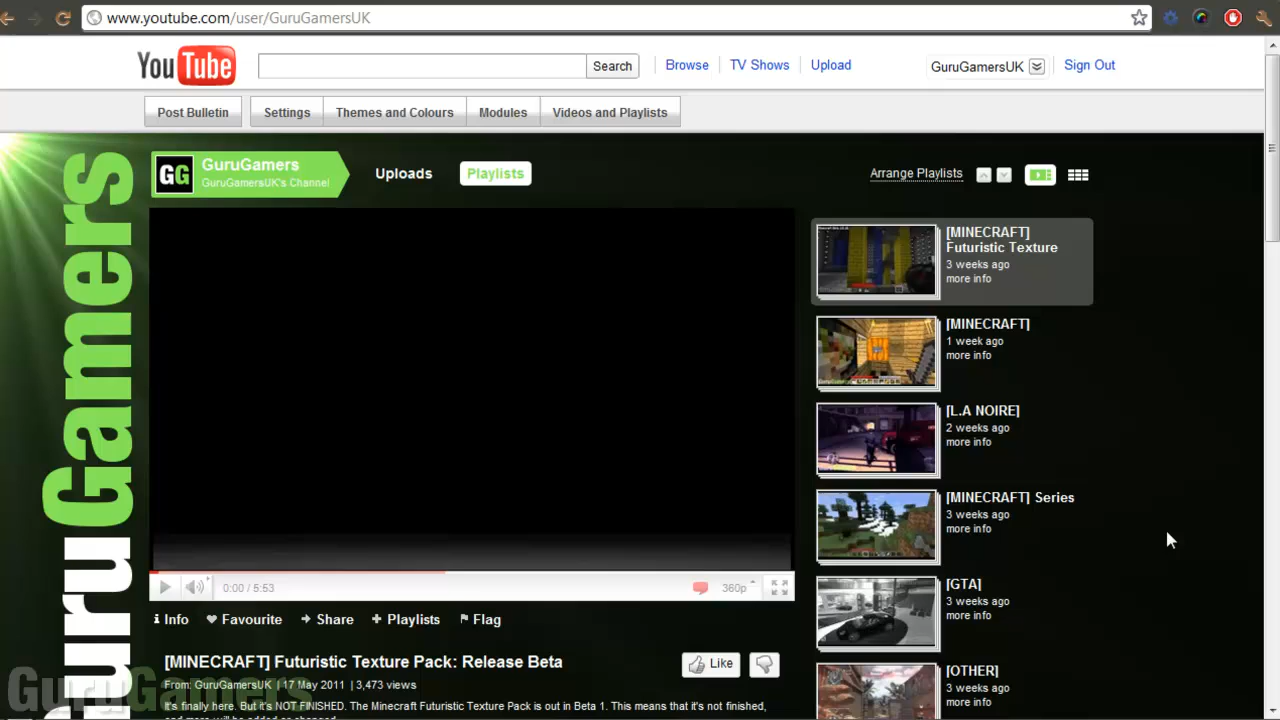 www.youtube.com/user/GuruGamersUK
YouTube
Search
Browse
TV Shows
Upload
GuruGamersUK
Sign Out
Post Bulletin
Settings
Themes and Colours
Modules
Videos and Playlists
GuruGamers
GG
GuruGamers
GuruGamersUK's Channel
Uploads
Playlists
Arrange Playlists
[MINECRAFT]
Futuristic Texture
3 weeks ago
more info
[MINECRAFT]
1 week ago
more info
[L.A NOIRE]
2 weeks ago
more info
[MINECRAFT] Series
3 weeks ago
more info
[GTA]
3 weeks ago
more info
[OTHER]
3 weeks ago
more info
0:00 / 5:53
360p
Info
Favourite
Share
Playlists
Flag
[MINECRAFT] Futuristic Texture Pack: Release Beta
Like
From: GuruGamersUK | 17 May 2011 | 3,473 views
It's finally here. But it's NOT FINISHED. The Minecraft Futuristic Texture Pack is out in Beta 1. This means that it's not finished,
GuruGamers